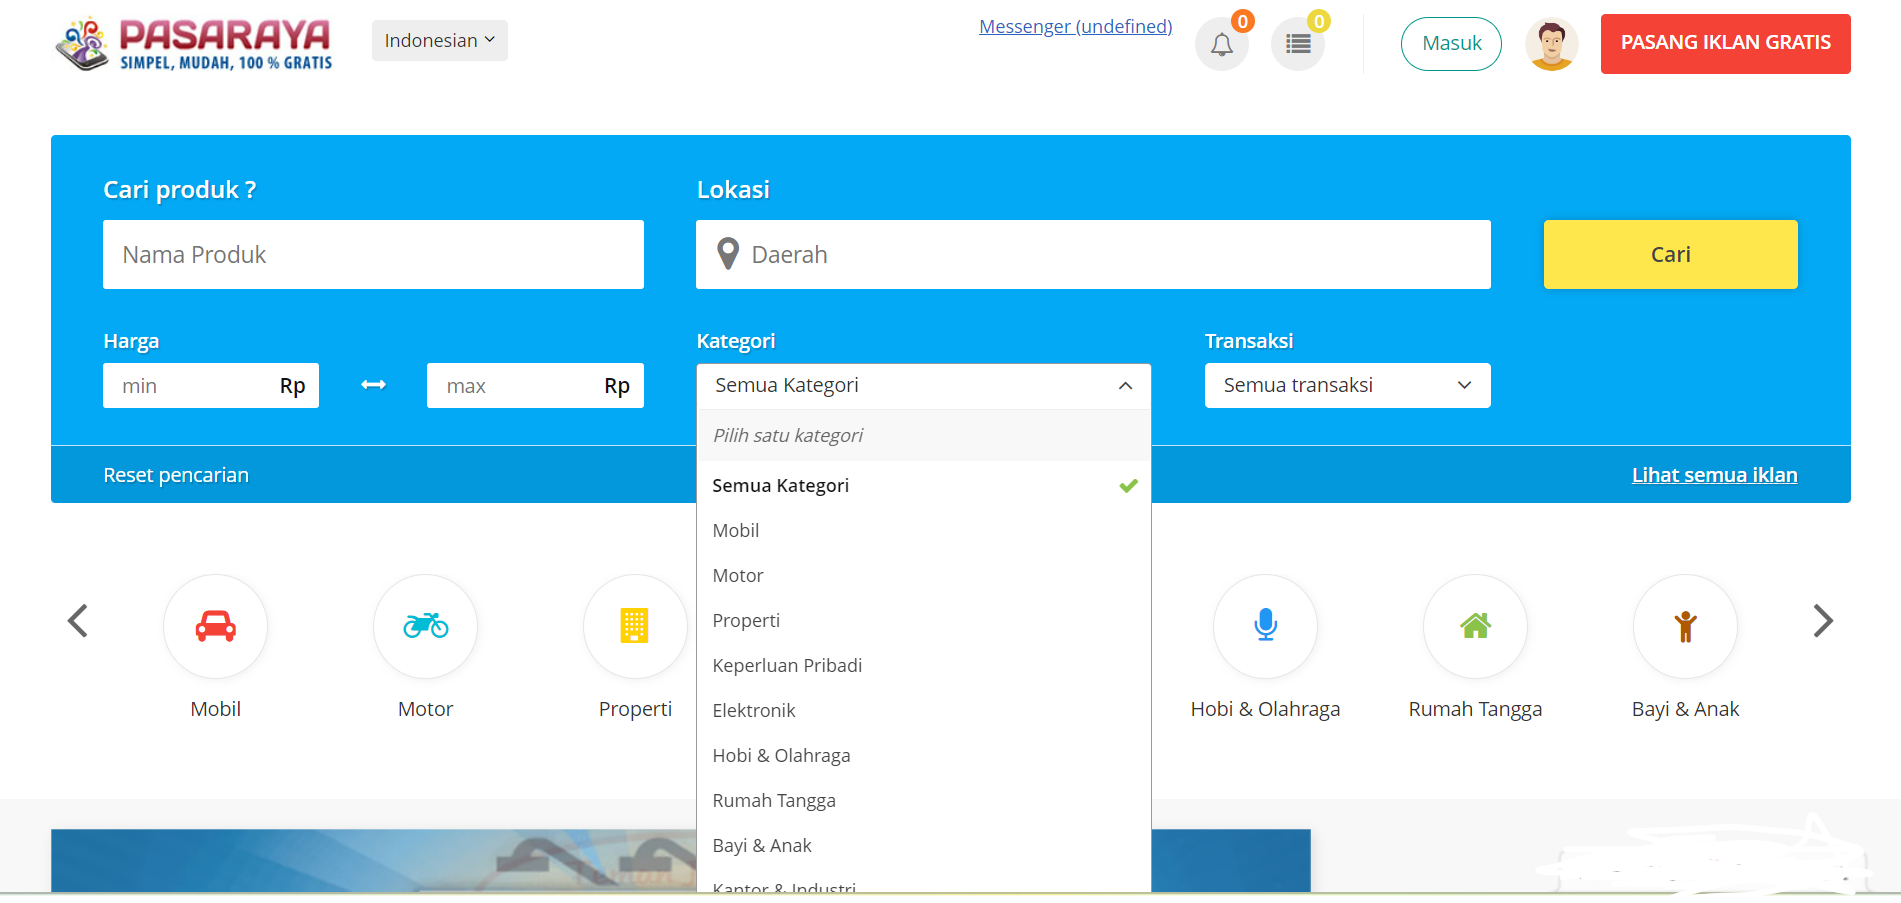 PASARAYA
SIMPEL, MUDAH, 100 % GRATIS
Indonesian
Messenger (undefined)
0
0
Masuk
PASANG IKLAN GRATIS
Cari produk ?
Lokasi
Nama Produk
Daerah
Cari
Harga
Kategori
Transaksi
min Rp
max Rp
Semua Kategori
Semua transaksi
Pilih satu kategori
Reset pencarian
Lihat semua iklan
Semua Kategori
Mobil
Motor
Properti
Keperluan Pribadi
Elektronik
Hobi & Olahraga
Rumah Tangga
Bayi & Anak
Kantor & Industri
Mobil
Motor
Properti
Hobi & Olahraga
Rumah Tangga
Bayi & Anak